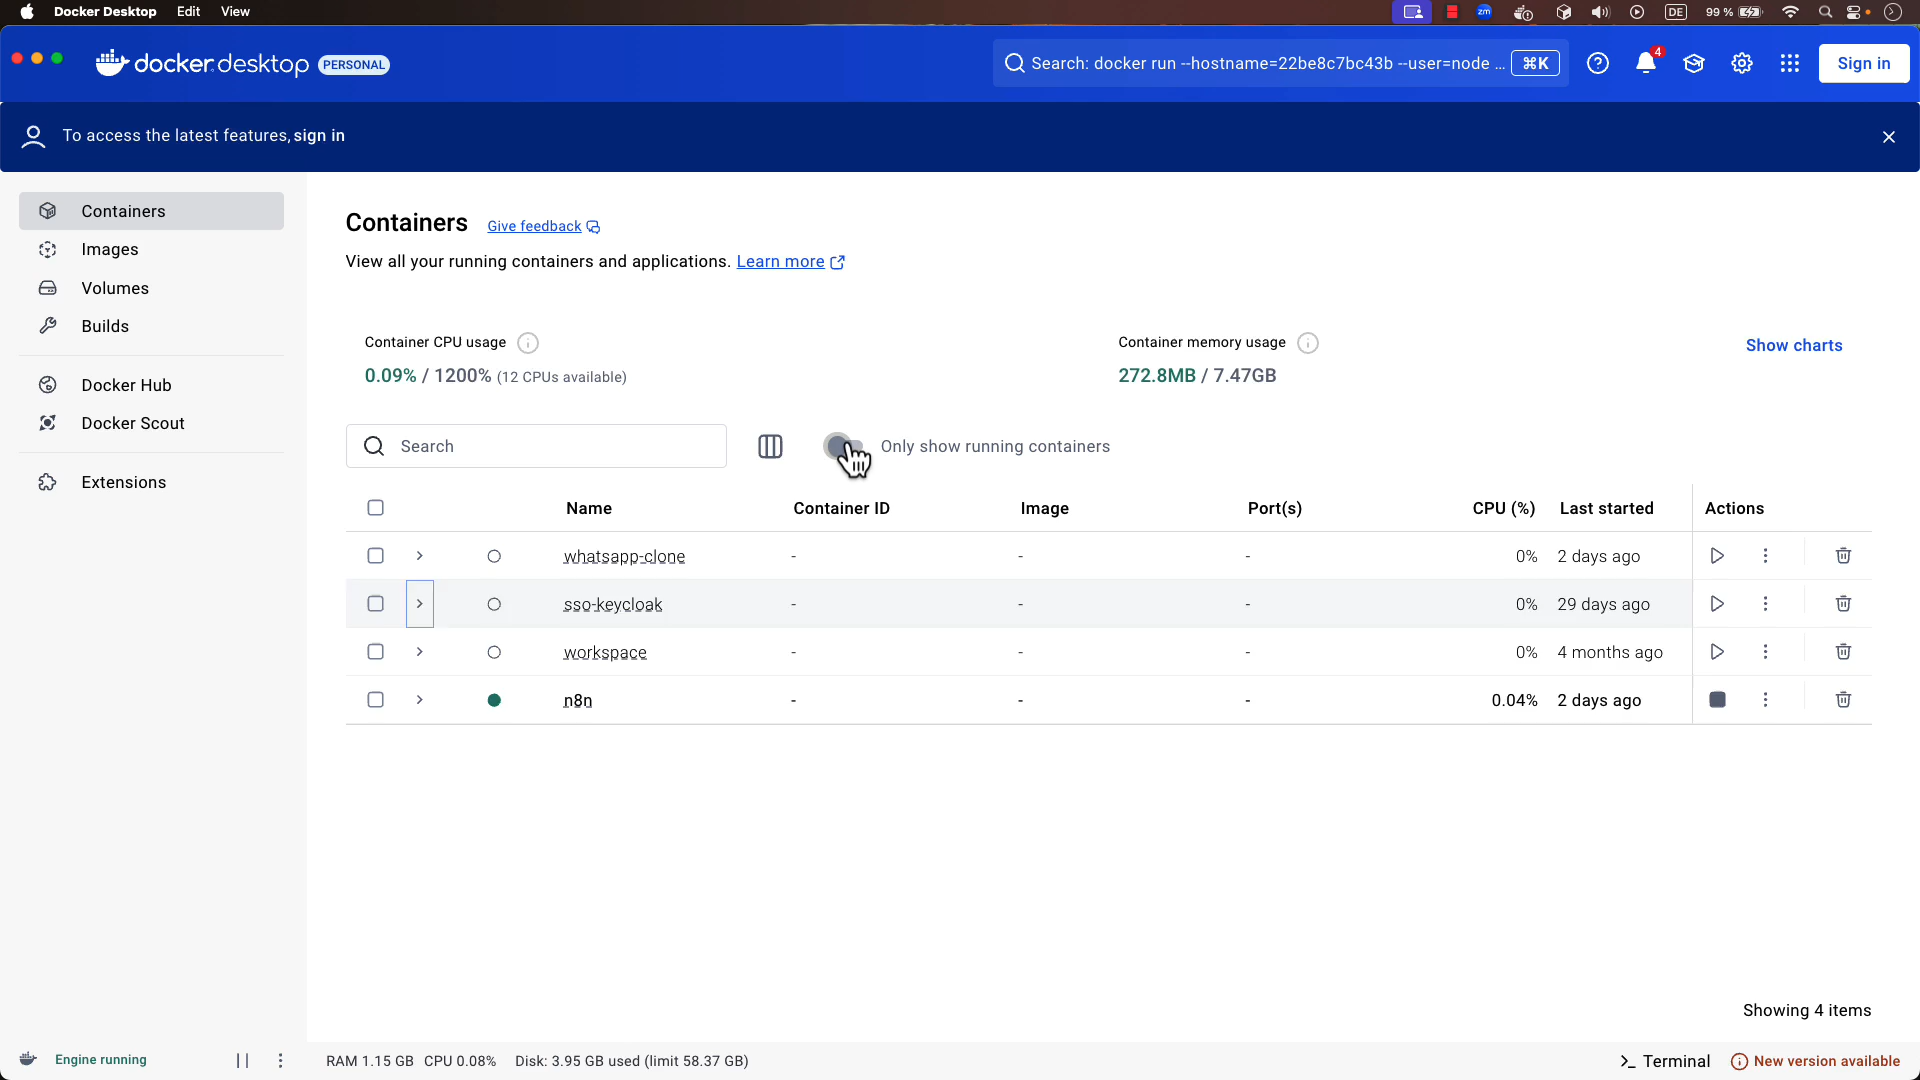 Docker Desktop Edit View
zm DE 99 %
docker.desktop PERSONAL
Search: docker run --hostname=22be8c7bc43b --user=node ... ⌘K
4
Sign in
To access the latest features, sign in
Containers
Images
Volumes
Builds
Docker Hub
Docker Scout
Extensions
Containers Give feedback
View all your running containers and applications. Learn more
Container CPU usage
0.09% / 1200% (12 CPUs available)
Container memory usage
272.8MB / 7.47GB
Show charts
Search
Only show running containers
Name Container ID Image Port(s) CPU (%) Last started Actions
whatsapp-clone - - - 0% 2 days ago
sso-keycloak - - - 0% 29 days ago
workspace - - - 0% 4 months ago
n8n - - - 0.04% 2 days ago
Showing 4 items
Engine running
RAM 1.15 GB CPU 0.08% Disk: 3.95 GB used (limit 58.37 GB)
Terminal
New version available